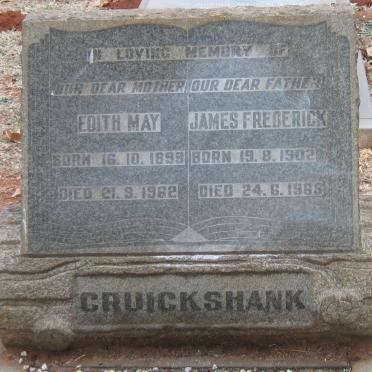 IN LOVING MEMORY OF
OUR DEAR MOTHER OUR DEAR FATHER
EDITH MAY JAMES FREDERICK
BORN 16. 10. 1899 BORN 19. 8. 1902
DIED 21. 9. 1962 DIED 24. 6. 1965
CRUICKSHANK